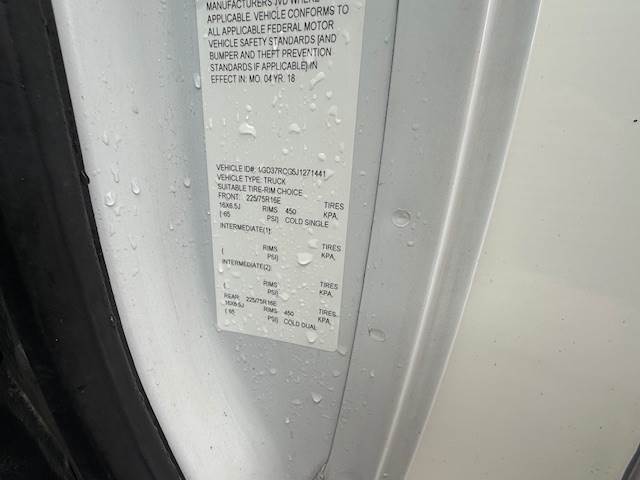 MANUFACTURERS JVD WHERE
APPLICABLE. VEHICLE CONFORMS TO
ALL APPLICABLE FEDERAL MOTOR
VEHICLE SAFETY STANDARDS [AND
BUMPER AND THEFT PREVENTION
STANDARDS IF APPLICABLE] IN
EFFECT IN: MO. 04 YR. 18
VEHICLE ID#: 1GD37RCG5J1271441
VEHICLE TYPE: TRUCK
SUITABLE TIRE-RIM CHOICE
FRONT: 225/75R16E TIRES
16X6.5J RIMS 450 KPA,
( 65 PSI) COLD SINGLE
INTERMEDIATE(1): TIRES
RIMS KPA,
( PSI)
INTERMEDIATE(2): TIRES
RIMS KPA,
( PSI)
REAR: 225/75R16E TIRES
16X6.5J RIMS 450 KPA,
( 65 PSI) COLD DUAL